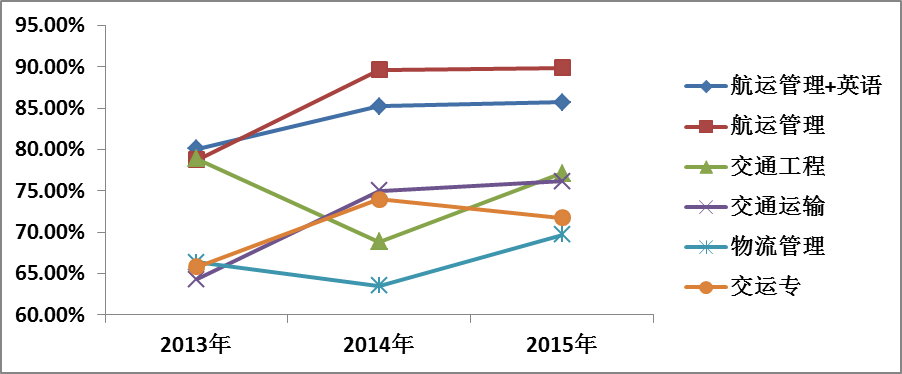 95.00%
90.00%
85.00%
80.00%
75.00%
70.00%
65.00%
60.00%
2013年
2014年
2015年
航运管理+英语
航运管理
交通工程
交通运输
物流管理
交运专